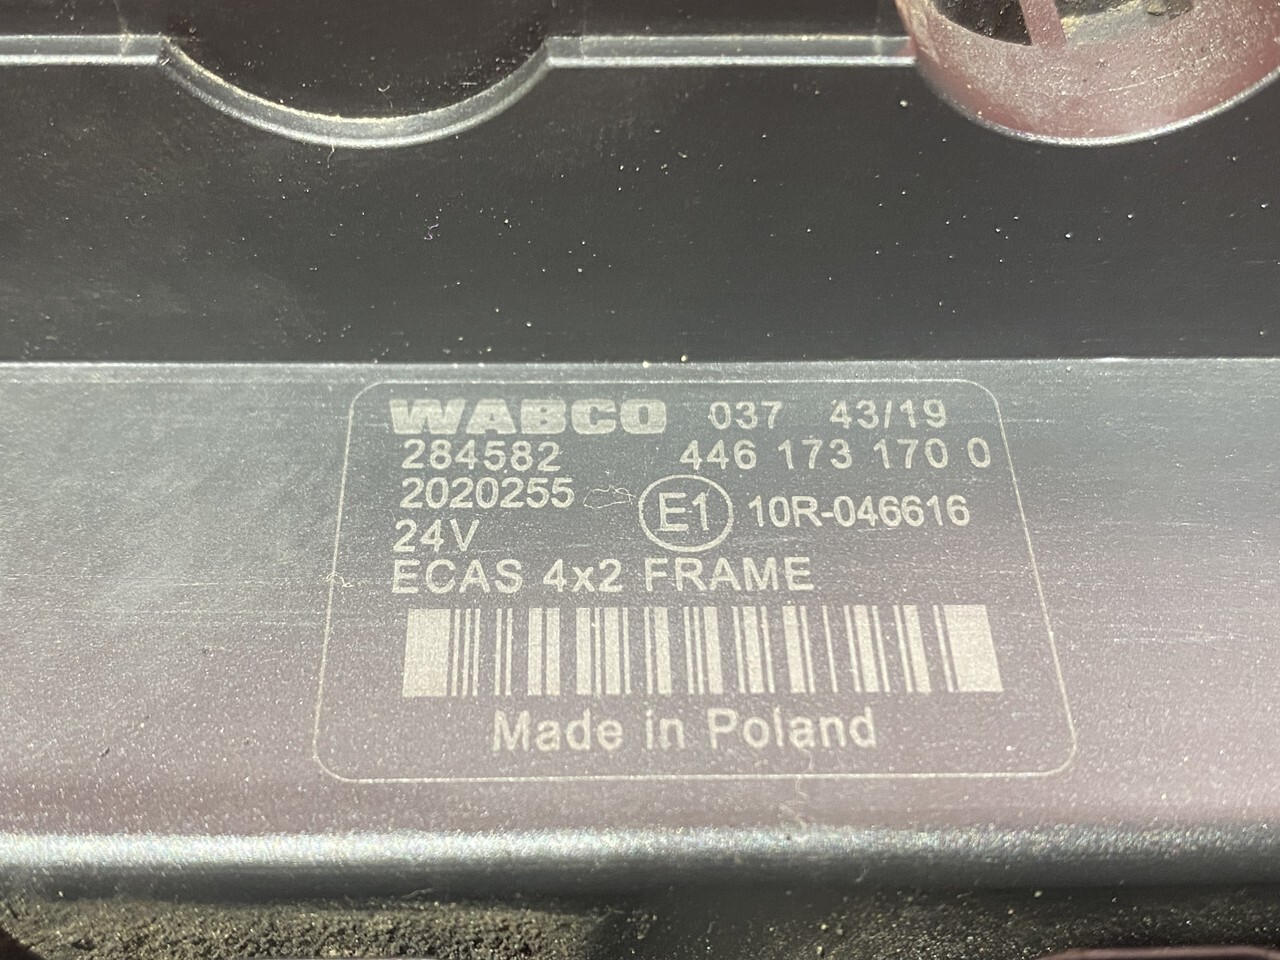 WABCO 037 43/19
284582 446 173 170 0
2020255 E1 10R-046616
24V
ECAS 4x2 FRAME
Made in Poland